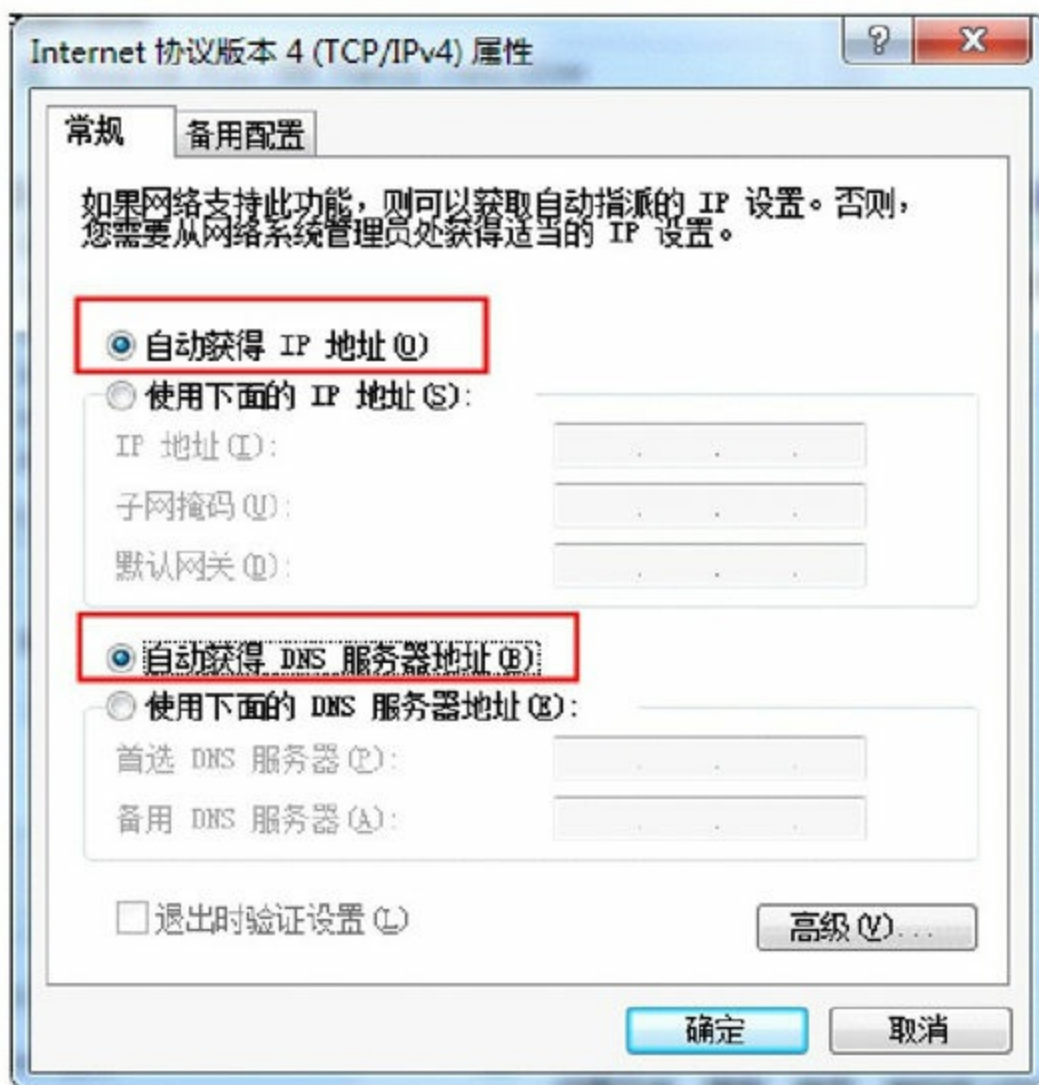 Internet 协议版本 4 (TCP/IPv4) 属性
常规
备用配置
如果网络支持此功能，则可以获取自动指派的 IP 设置。否则，
您需要从网络系统管理员处获得适当的 IP 设置。
自动获得 IP 地址(O)
使用下面的 IP 地址(S):
IP 地址(I):
子网掩码(U):
默认网关(D):
自动获得 DNS 服务器地址(B)
使用下面的 DNS 服务器地址(E):
首选 DNS 服务器(P):
备用 DNS 服务器(A):
退出时验证设置(L)
高级(V)...
确定
取消